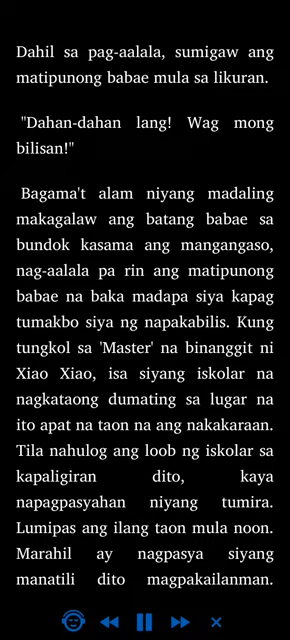 Dahil sa pag-aalala, sumigaw ang
matipunong babae mula sa likuran.
"Dahan-dahan lang! Wag mong
bilisan!"
Bagama't alam niyang madaling
makagalaw ang batang babae sa
bundok kasama ang mangangaso,
nag-aalala pa rin ang matipunong
babae na baka madapa siya kapag
tumakbo siya ng napakabilis. Kung
tungkol sa 'Master' na binanggit ni
Xiao Xiao, isa siyang iskolar na
nagkataong dumating sa lugar na
ito apat na taon na ang nakakaraan.
Tila nahulog ang loob ng iskolar sa
kapaligiran dito, kaya
napagpasyahan niyang tumira.
Lumipas ang ilang taon mula noon.
Marahil ay nagpasya siyang
manatili dito magpakailanman.